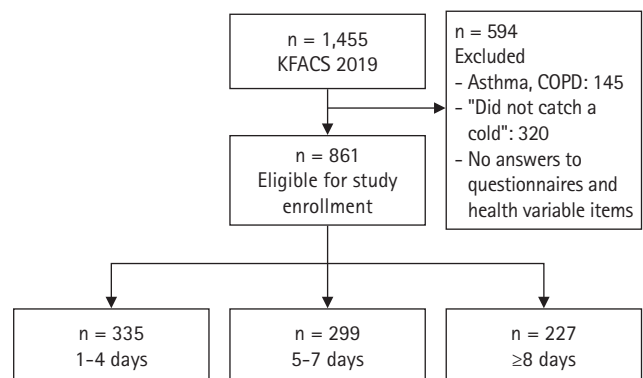 n = 1,455
KFACS 2019
n = 594
Excluded
- Asthma, COPD: 145
- "Did not catch a
cold": 320
- No answers to
questionnaires and
health variable items
n = 861
Eligible for study
enrollment
n = 335
1-4 days
n = 299
5-7 days
n = 227
≥8 days